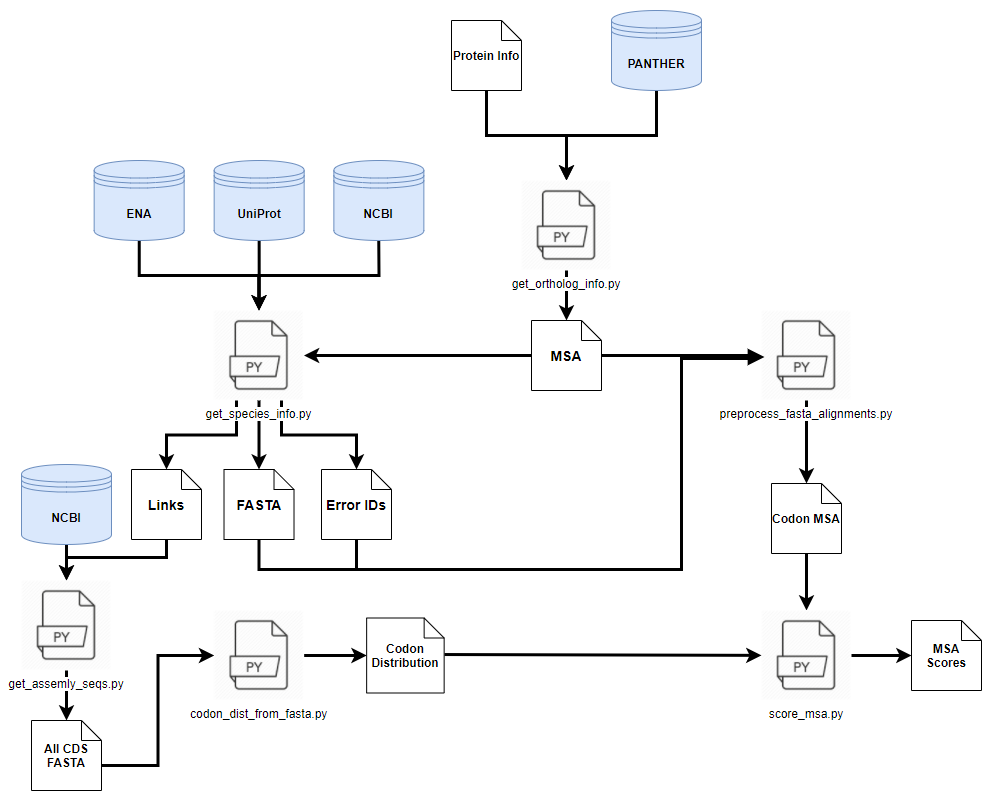 Protein Info
PANTHER
ENA
UniProt
NCBI
PY
get_ortholog_info.py
MSA
PY
get_species_info.py
PY
preprocess_fasta_alignments.py
NCBI
Links
FASTA
Error IDs
Codon MSA
PY
get_assemly_seqs.py
PY
codon_dist_from_fasta.py
Codon
Distribution
PY
score_msa.py
MSA
Scores
All CDS
FASTA